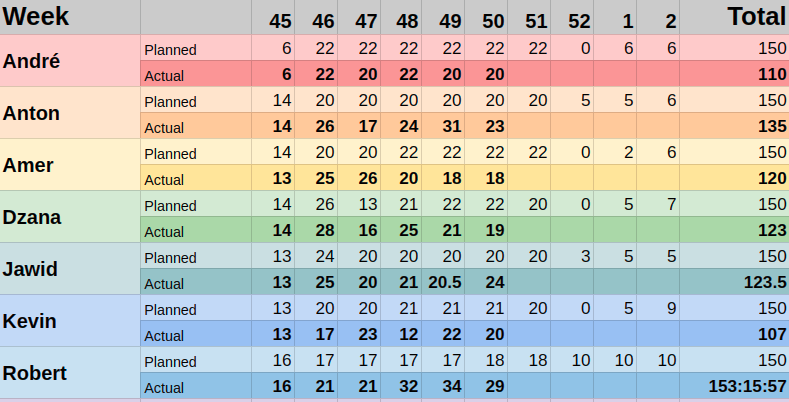 Week 45 46 47 48 49 50 51 52 1 2 Total
André Planned 6 22 22 22 22 22 22 0 6 6 150
Actual 6 22 20 22 20 20 110
Anton Planned 14 20 20 20 20 20 20 5 5 6 150
Actual 14 26 17 24 31 23 135
Amer Planned 14 20 20 22 22 22 22 0 2 6 150
Actual 13 25 26 20 18 18 120
Dzana Planned 14 26 13 21 22 22 20 0 5 7 150
Actual 14 28 16 25 21 19 123
Jawid Planned 13 24 20 20 20 20 20 3 5 5 150
Actual 13 25 20 21 20.5 24 123.5
Kevin Planned 13 20 20 21 21 21 20 0 5 9 150
Actual 13 17 23 12 22 20 107
Robert Planned 16 17 17 17 17 18 18 10 10 10 150
Actual 16 21 21 32 34 29 153:15:57